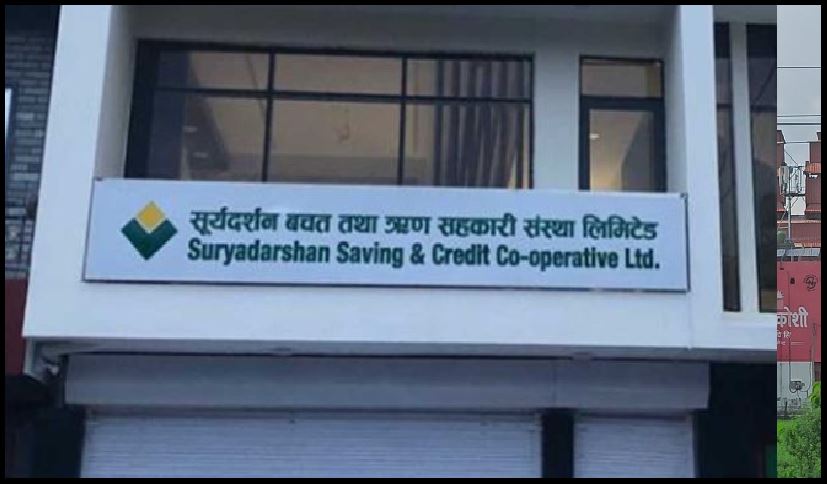 सूर्यदर्शन बचत तथा ऋण सहकारी संस्था लिमिटेड
Suryadarshan Saving & Credit Co-operative Ltd.
कोशी